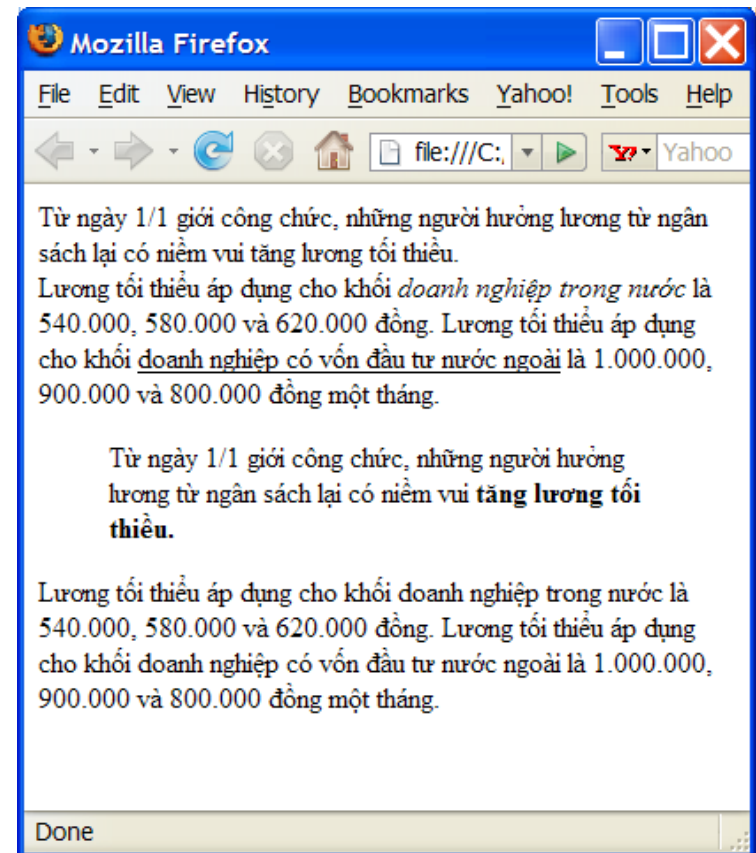 Mozilla Firefox
File Edit View History Bookmarks Yahoo! Tools Help
file:///C:, Y! Yahoo
Từ ngày 1/1 giới công chức, những người hưởng lương từ ngân
sách lại có niềm vui tăng lương tối thiểu.
Lương tối thiểu áp dụng cho khối doanh nghiệp trong nước là
540.000, 580.000 và 620.000 đồng. Lương tối thiểu áp dụng
cho khối doanh nghiệp có vốn đầu tư nước ngoài là 1.000.000,
900.000 và 800.000 đồng một tháng.
Từ ngày 1/1 giới công chức, những người hưởng
lương từ ngân sách lại có niềm vui tăng lương tối
thiểu.
Lương tối thiểu áp dụng cho khối doanh nghiệp trong nước là
540.000, 580.000 và 620.000 đồng. Lương tối thiểu áp dụng
cho khối doanh nghiệp có vốn đầu tư nước ngoài là 1.000.000,
900.000 và 800.000 đồng một tháng.
Done